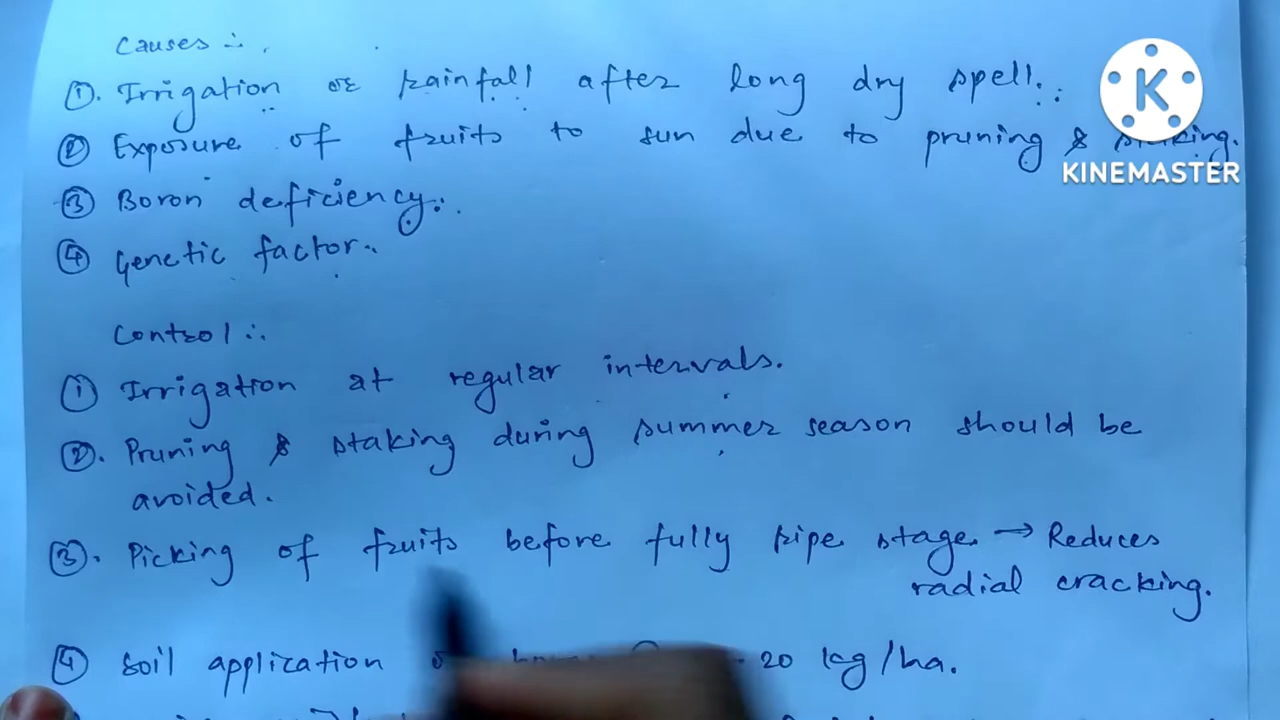 Causes :-
K
① Irrigation or rainfall after long dry spell.
② Exposure of fruits to sun due to pruning & staking.
KINEMASTER
③ Boron deficiency.
④ Genetic factor.
Control :-
① Irrigation at regular intervals.
②. Pruning & staking during summer season should be
avoided.
③. Picking of fruits before fully ripe stage → Reduces
radial cracking.
④ Soil application 20 kg/ha.